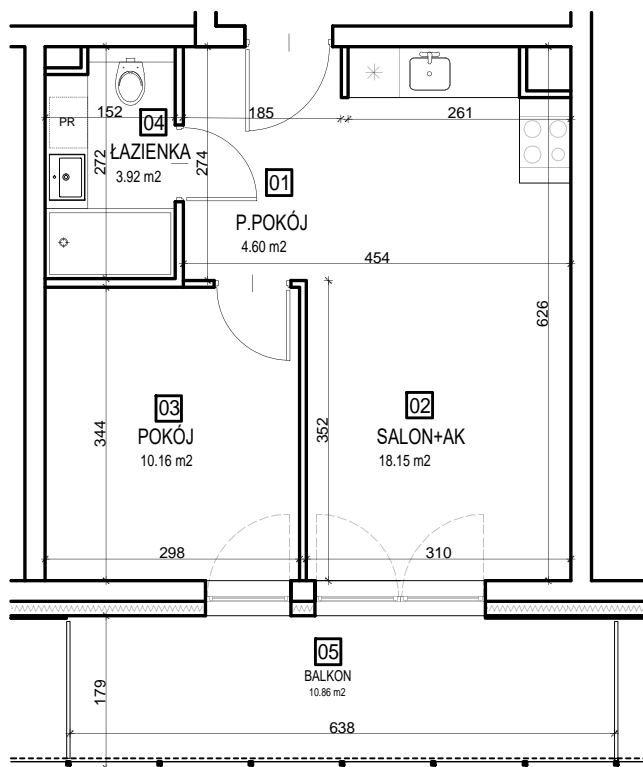 152
185
261
PR
04
ŁAZIENKA
3.92 m2
272
274
01
P.POKÓJ
4.60 m2
454
626
03
POKÓJ
10.16 m2
344
352
02
SALON+AK
18.15 m2
298
310
05
BALKON
10.86 m2
179
638